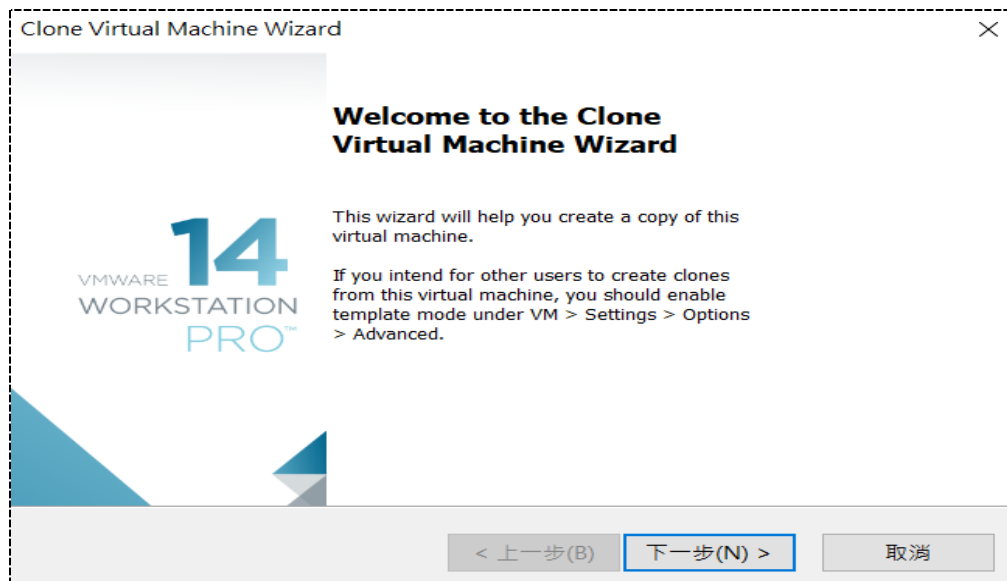 Clone Virtual Machine Wizard
Welcome to the Clone
Virtual Machine Wizard
This wizard will help you create a copy of this
virtual machine.
If you intend for other users to create clones
from this virtual machine, you should enable
template mode under VM > Settings > Options
> Advanced.
VMWARE 14
WORKSTATION
PRO™
< 上一步(B) 下一步(N) > 取消